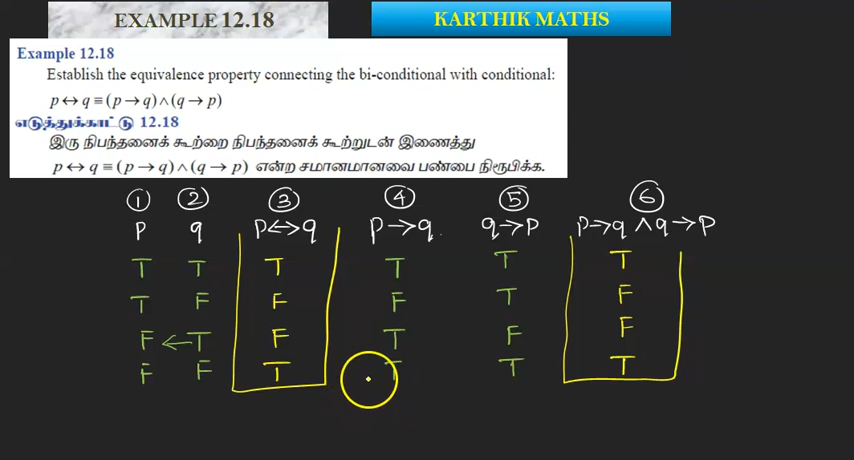 EXAMPLE 12.18
KARTHIK MATHS
Example 12.18
Establish the equivalence property connecting the bi-conditional with conditional:
p ↔ q ≡ (p → q) ∧ (q → p)
எடுத்துக்காட்டு 12.18
இரு நிபந்தனைக் கூற்றை நிபந்தனைக் கூற்றுடன் இணைத்து
p ↔ q ≡ (p → q) ∧ (q → p) என்ற சமானமானவை பண்பை நிரூபிக்க.
① ② ③ ④ ⑤ ⑥
p q p↔q p→q. q→p p→q ∧ q→p
T T T T T T
T F F F T F
F ← T F T F F
F F T T T T